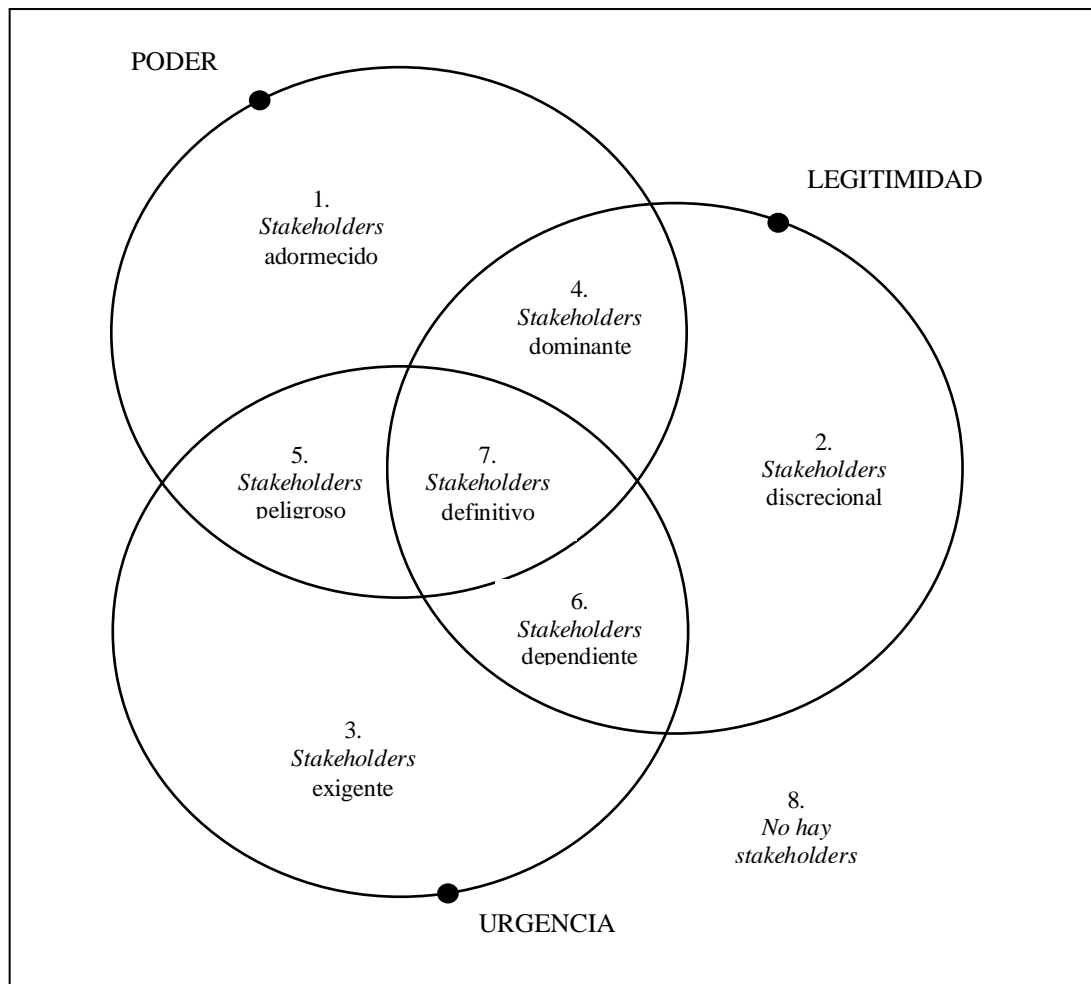 PODER
LEGITIMIDAD
1.
Stakeholders
adormecido
4.
Stakeholders
dominante
5.
Stakeholders
peligroso
7.
Stakeholders
definitivo
2.
Stakeholders
discrecional
6.
Stakeholders
dependiente
3.
Stakeholders
exigente
8.
No hay
stakeholders
URGENCIA